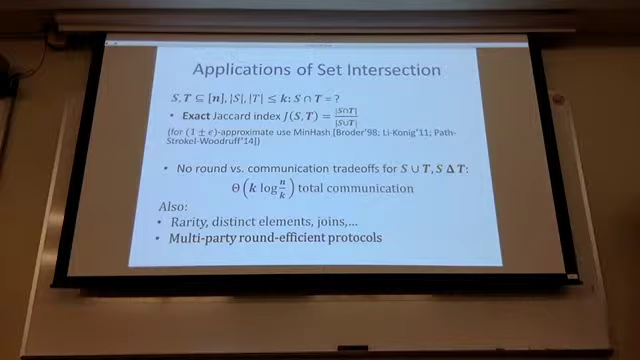 Applications of Set Intersection
S, T ⊆ [n], |S|, |T| ≤ k: S ∩ T = ?
• Exact Jaccard index J(S, T) = |S∩T| / |S∪T|
(for (1 ± ϵ)-approximate use MinHash [Broder'98; Li-Konig'11; Path-
Strokel-Woodruff'14])
• No round vs. communication tradeoffs for S ∪ T, S Δ T:
Θ(k log n/k) total communication
Also:
• Rarity, distinct elements, joins,...
• Multi-party round-efficient protocols